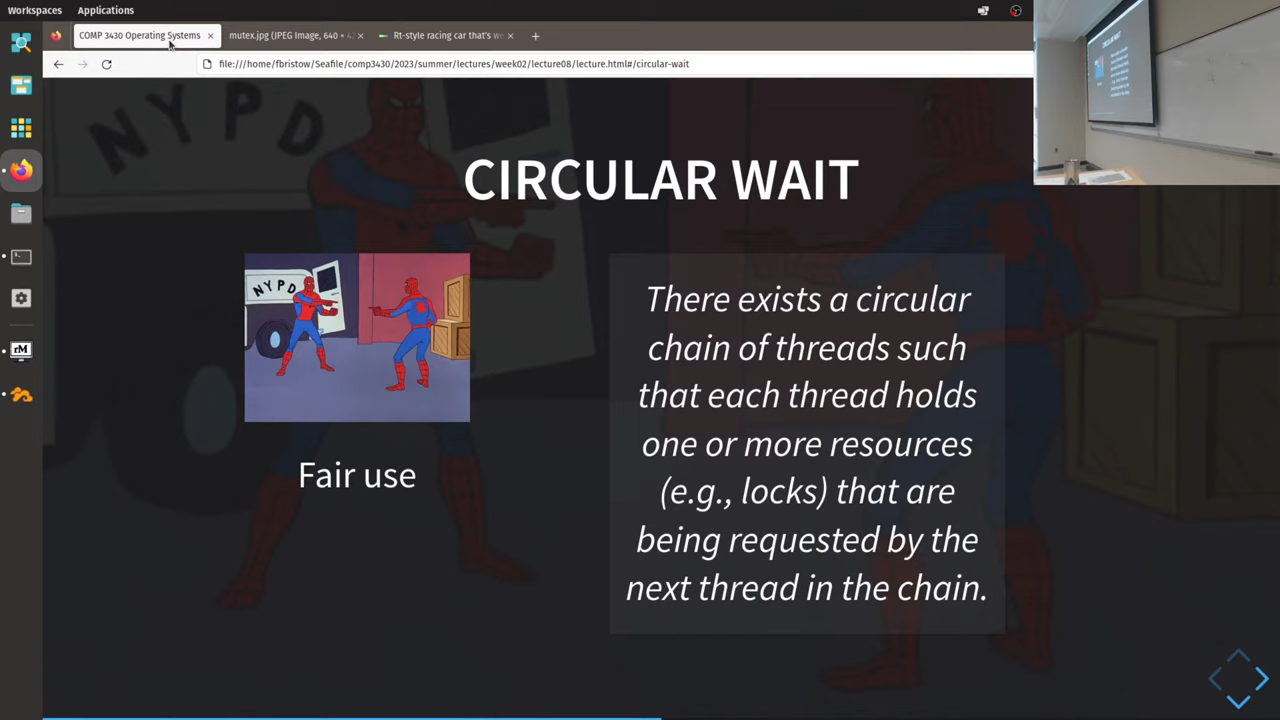 Workspaces Applications
COMP 3430 Operating Systems
mutex.jpg (JPEG Image, 640 ×
Rt-style racing car that's w
file:///home/fbristow/Seafile/comp3430/2023/summer/lectures/week02/lecture08/lecture.html#/circular-wait
NYPD
CIRCULAR WAIT
NYPD
There exists a circular
chain of threads such
that each thread holds
one or more resources
(e.g., locks) that are
being requested by the
next thread in the chain.
Fair use
rM